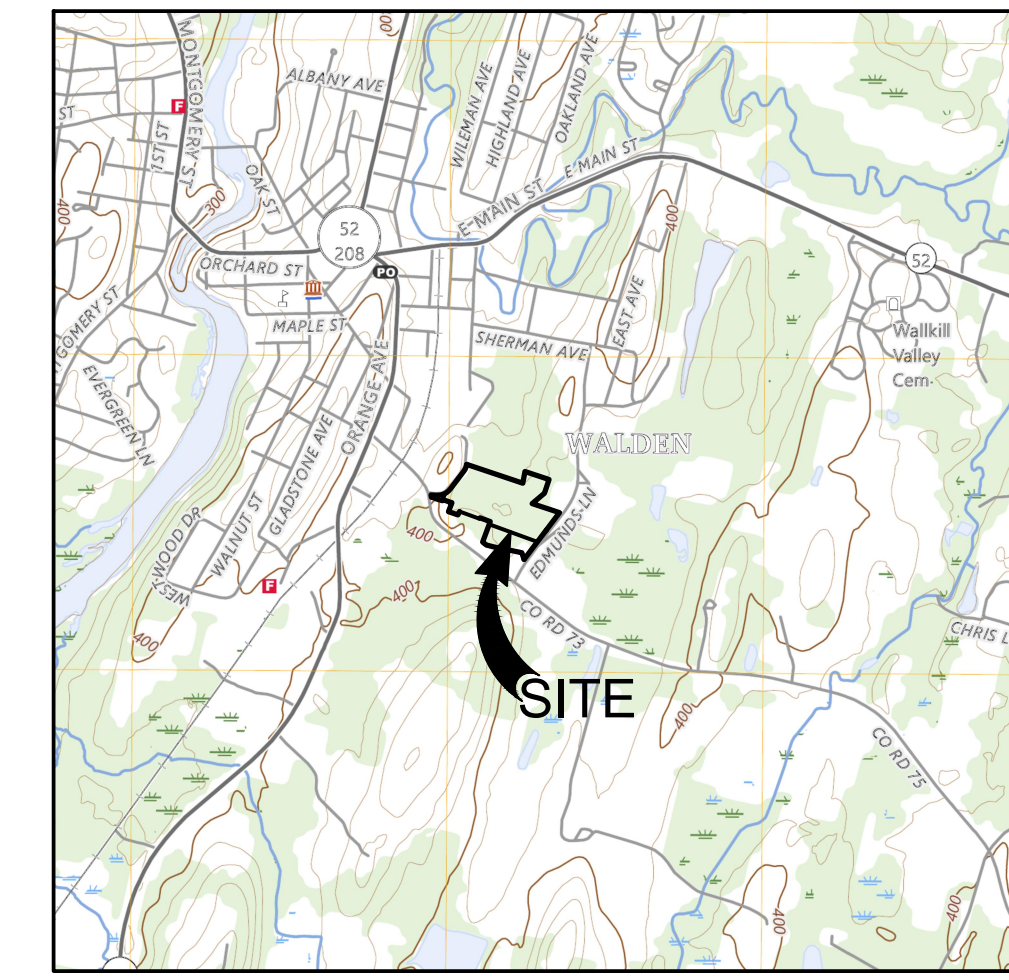 MONTGOMERY ST
ALBANY AVE
WILEMAN AVE
HIGHLAND AVE
OAKLAND AVE
F
ST
1ST ST
OAK ST
E MAIN ST
E-MAIN ST
300
400
400
52
208
52
ORCHARD ST
PO
MAPLE ST
SHERMAN AVE
EAST AVE
Wallkill
Valley
Cem
EVERGREEN LN
ORANGE AVE
GLADSTONE AVE
WALNUT ST
WEST-WOOD DR
WALDEN
EDMUNDS-LN
400
400
F
400
CO RD 73
CHRIS L
SITE
400
CO RD 75
400
400